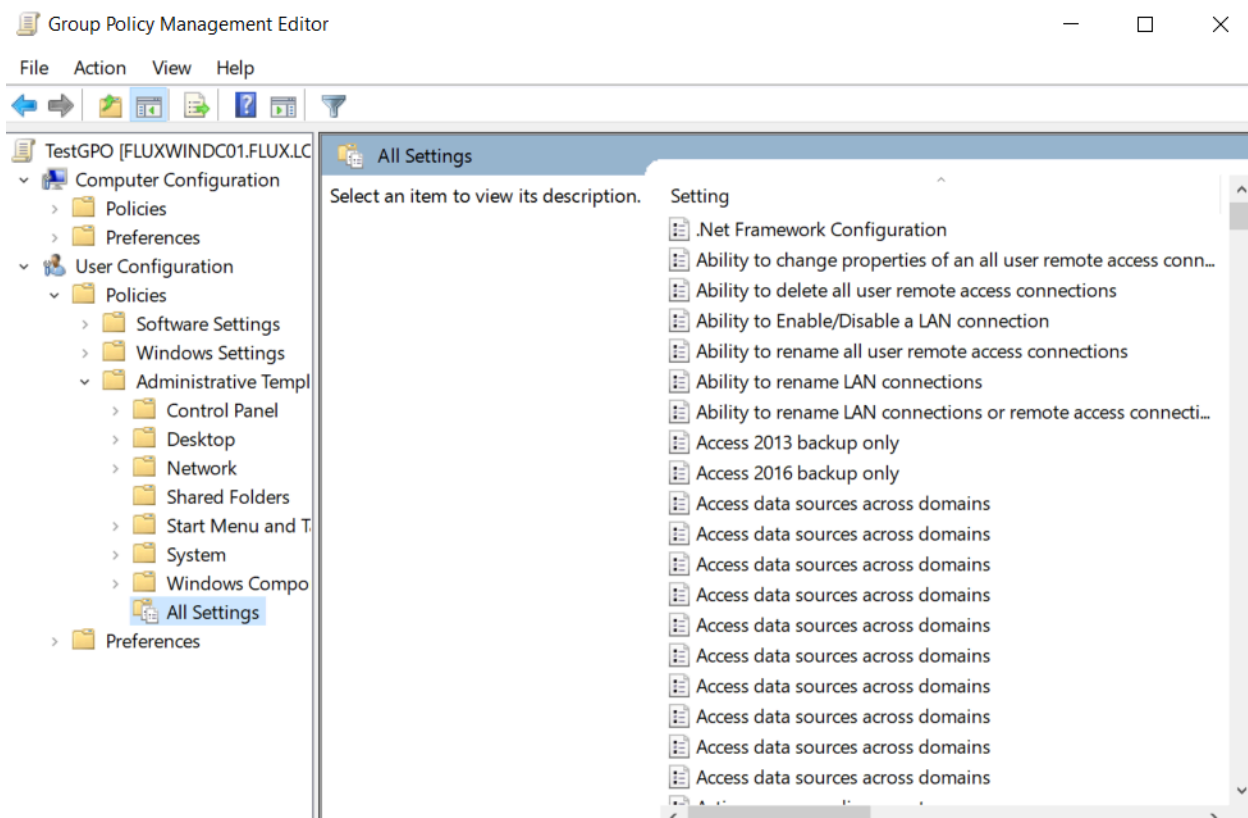 Group Policy Management Editor
File Action View Help
TestGPO [FLUXWINDC01.FLUX.LC
Computer Configuration
Policies
Preferences
User Configuration
Policies
Software Settings
Windows Settings
Administrative Templ
Control Panel
Desktop
Network
Shared Folders
Start Menu and T
System
Windows Compo
All Settings
Preferences
All Settings
Select an item to view its description.
Setting
.Net Framework Configuration
Ability to change properties of an all user remote access conn...
Ability to delete all user remote access connections
Ability to Enable/Disable a LAN connection
Ability to rename all user remote access connections
Ability to rename LAN connections
Ability to rename LAN connections or remote access connecti...
Access 2013 backup only
Access 2016 backup only
Access data sources across domains
Access data sources across domains
Access data sources across domains
Access data sources across domains
Access data sources across domains
Access data sources across domains
Access data sources across domains
Access data sources across domains
Access data sources across domains
Access data sources across domains